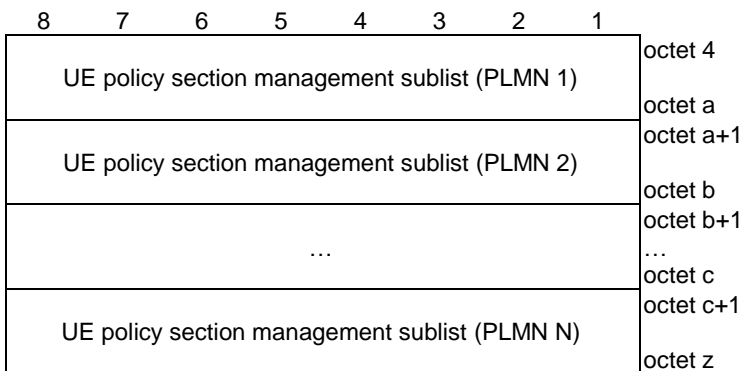 8 7 6 5 4 3 2 1
octet 4
UE policy section management sublist (PLMN 1)
octet a
octet a+1
UE policy section management sublist (PLMN 2)
octet b
octet b+1
… …
octet c
octet c+1
UE policy section management sublist (PLMN N)
octet z